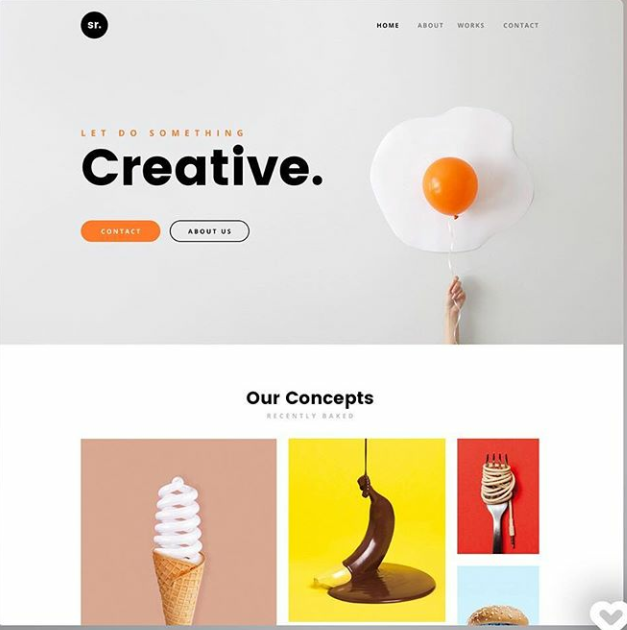 sr.
HOME ABOUT WORKS CONTACT
LET DO SOMETHING
Creative.
CONTACT ABOUT US
Our Concepts
RECENTLY BAKED